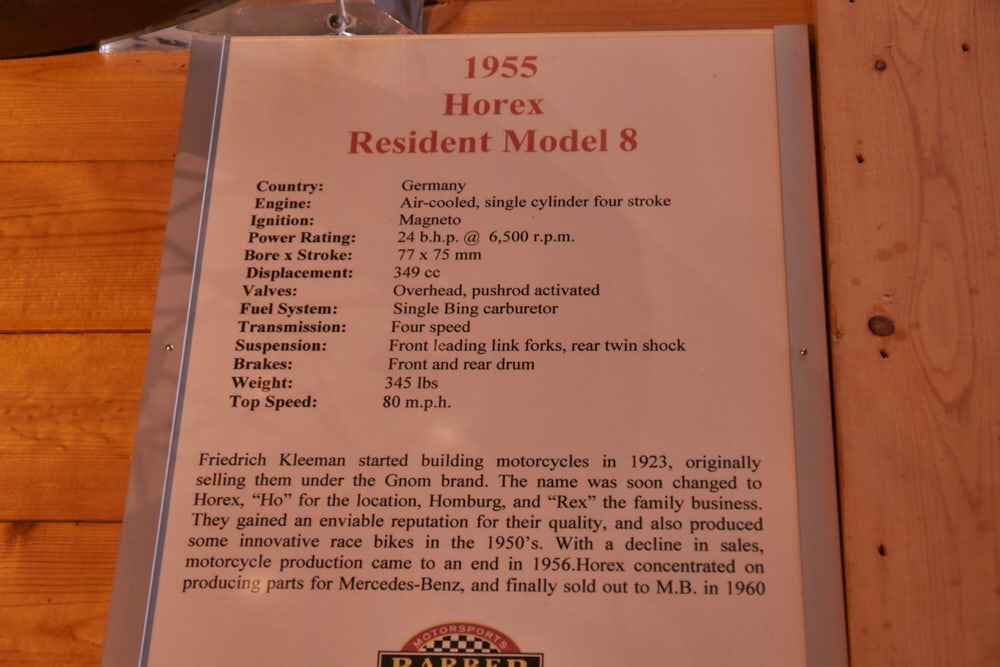 1955
Horex
Resident Model 8
Country: Germany
Engine: Air-cooled, single cylinder four stroke
Ignition: Magneto
Power Rating: 24 b.h.p. @ 6,500 r.p.m.
Bore x Stroke: 77 x 75 mm
Displacement: 349 cc
Valves: Overhead, pushrod activated
Fuel System: Single Bing carburetor
Transmission: Four speed
Suspension: Front leading link forks, rear twin shock
Brakes: Front and rear drum
Weight: 345 lbs
Top Speed: 80 m.p.h.
Friedrich Kleeman started building motorcycles in 1923, originally
selling them under the Gnom brand. The name was soon changed to
Horex, “Ho” for the location, Homburg, and “Rex” the family business.
They gained an enviable reputation for their quality, and also produced
some innovative race bikes in the 1950’s. With a decline in sales,
motorcycle production came to an end in 1956.Horex concentrated on
producing parts for Mercedes-Benz, and finally sold out to M.B. in 1960
MOTORSPORTS
BARBER